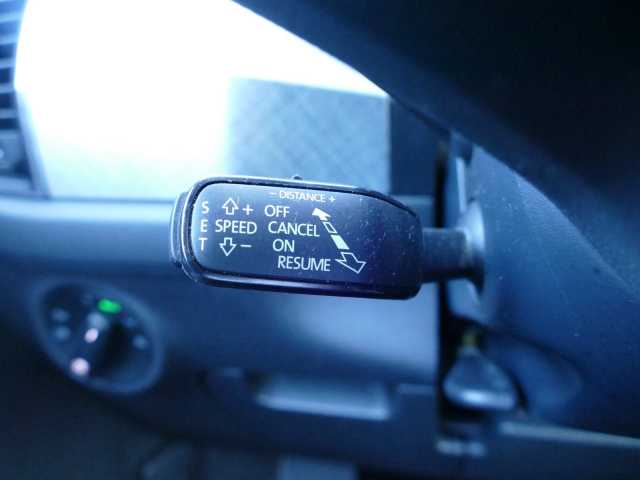 - DISTANCE +
S + OFF
E SPEED CANCEL
T - ON
RESUME